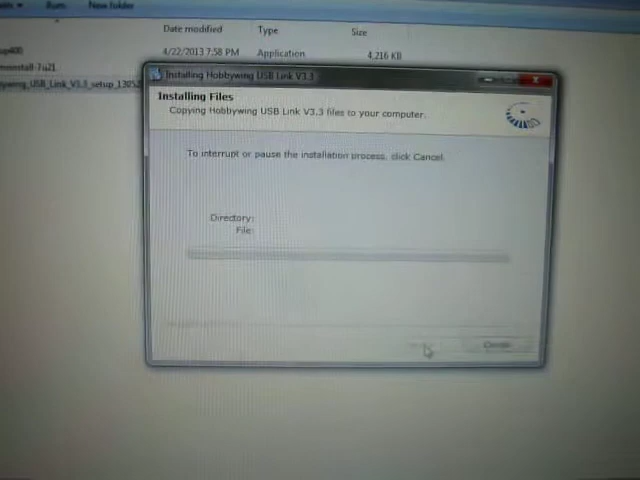 Burn New folder
Date modified Type Size
4/22/2013 7:58 PM Application 4,216 KB
Installing Hobbywing USB Link V3.3
Installing Files
Copying Hobbywing USB Link V3.3 files to your computer.
To interrupt or pause the installation process, click Cancel.
Directory:
File:
Cancel